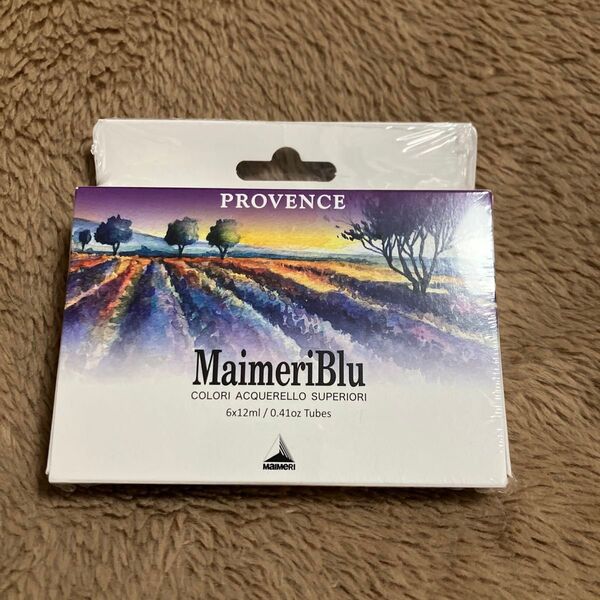 PROVENCE
MaimeriBlu
COLORI ACQUERELLO SUPERIORI
6x12ml / 0.41oz Tubes
MAIMERI